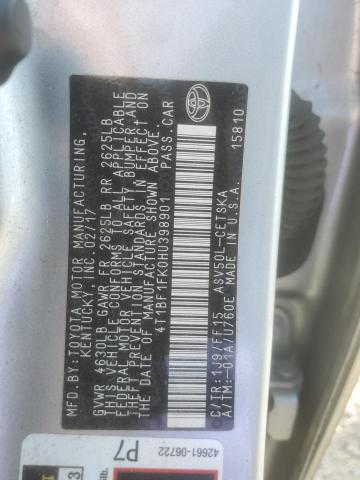 MFD. BY: TOYOTA MOTOR MANUFACTURING,
KENTUCKY, INC. 02/17
GVWR 4630LB GAWR FR 2625LB RR 2625LB
THIS VEHICLE CONFORMS TO ALL APPLICABLE
FEDERAL MOTOR VEHICLE SAFETY, BUMPER, AND
THEFT PREVENTION STANDARDS IN EFFECT ON
THE DATE OF MANUFACTURE SHOWN ABOVE.
4T1BF1FK0HU398901 PASS.CAR
C/TR:1J9/FF15 ASV50L-CETSKA
A/TM:-01A/U760E MADE IN U.S.A.
15810
42661-06722
P7